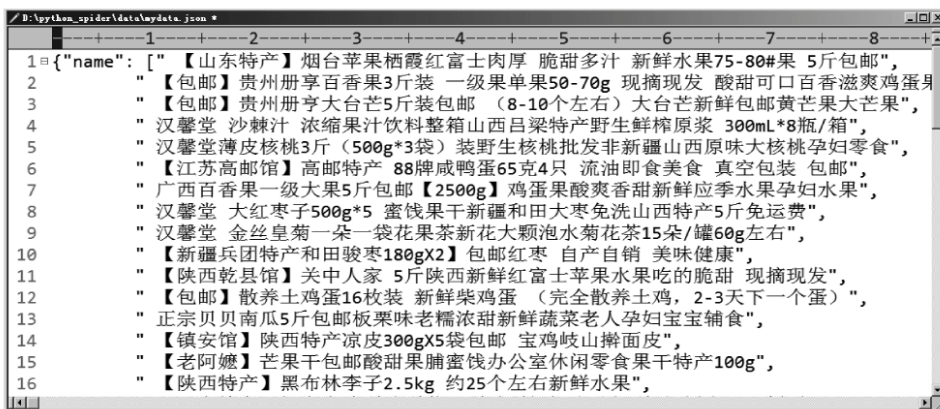 D:\python_spider\data\mydata.json *
----+----1----+----2----+----3----+----4----+----5----+----6----+----7----+----8----+
1 {"name": [" 【山东特产】烟台苹果栖霞红富士肉厚 脆甜多汁 新鲜水果75-80#果 5斤包邮",
2 " 【包邮】贵州册享百香果3斤装 一级果单果50-70g 现摘现发 酸甜可口百香滋爽鸡蛋果
3 " 【包邮】贵州册亨大台芒5斤装包邮 （8-10个左右）大台芒新鲜包邮黄芒果大芒果",
4 " 汉馨堂 沙棘汁 浓缩果汁饮料整箱山西吕梁特产野生鲜榨原浆 300mL*8瓶/箱",
5 " 汉馨堂薄皮核桃3斤（500g*3袋）装野生核桃批发非新疆山西原味大核桃孕妇零食",
6 " 【江苏高邮馆】高邮特产 88牌咸鸭蛋65克4只 流油即食美食 真空包装 包邮",
7 " 广西百香果一级大果5斤包邮【2500g】鸡蛋果酸爽香甜新鲜应季水果孕妇水果",
8 " 汉馨堂 大红枣子500g*5 蜜饯果干新疆和田大枣免洗山西特产5斤免运费",
9 " 汉馨堂 金丝皇菊一朵一袋花果茶新花大颗泡水菊花茶15朵/罐60g左右",
10 " 【新疆兵团特产和田骏枣180gX2】包邮红枣 自产自销 美味健康",
11 " 【陕西乾县馆】关中人家 5斤陕西新鲜红富士苹果水果吃的脆甜 现摘现发",
12 " 【包邮】散养土鸡蛋16枚装 新鲜柴鸡蛋 （完全散养土鸡，2-3天下一个蛋）",
13 " 正宗贝贝南瓜5斤包邮板栗味老糯浓甜新鲜蔬菜老人孕妇宝宝辅食",
14 " 【镇安馆】陕西特产凉皮300gX5袋包邮 宝鸡岐山擀面皮",
15 " 【老阿嬷】芒果干包邮酸甜果脯蜜饯办公室休闲零食果干特产100g",
16 " 【陕西特产】黑布林李子2.5kg 约25个左右新鲜水果",